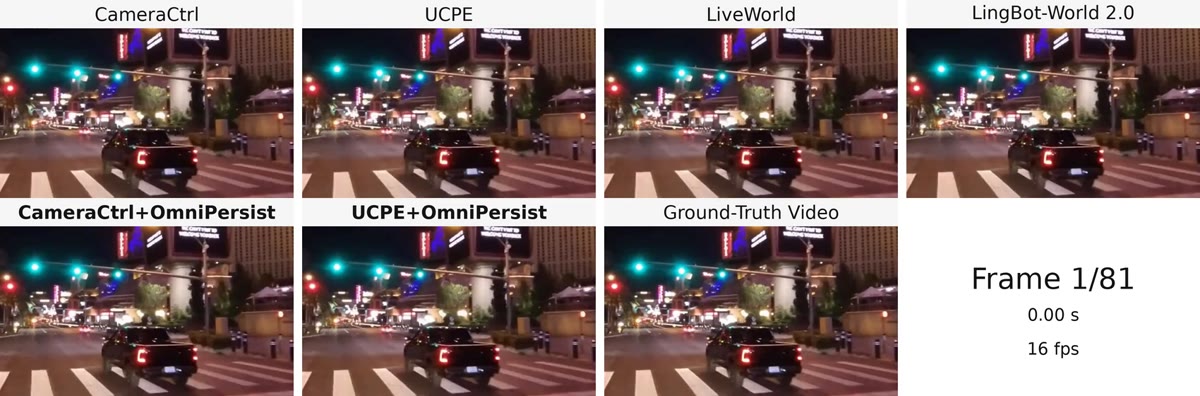 CameraCtrl
UCPE
LiveWorld
LingBot-World 2.0
CameraCtrl+OmniPersist
UCPE+OmniPersist
Ground-Truth Video
Frame 1/81
0.00 s
16 fps